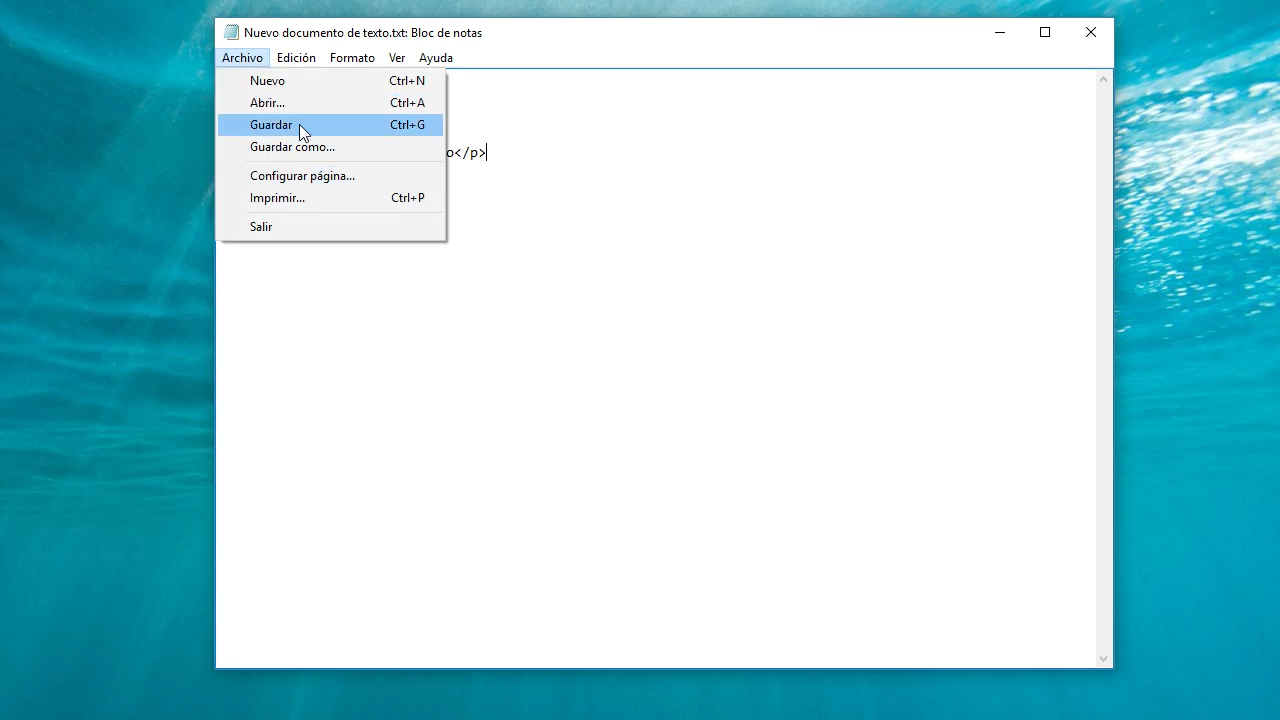 Nuevo documento de texto.txt: Bloc de notas
Archivo Edición Formato Ver Ayuda
Nuevo Ctrl+N
Abrir... Ctrl+A
Guardar Ctrl+G
Guardar como...
o</p>
Configurar página...
Imprimir... Ctrl+P
Salir